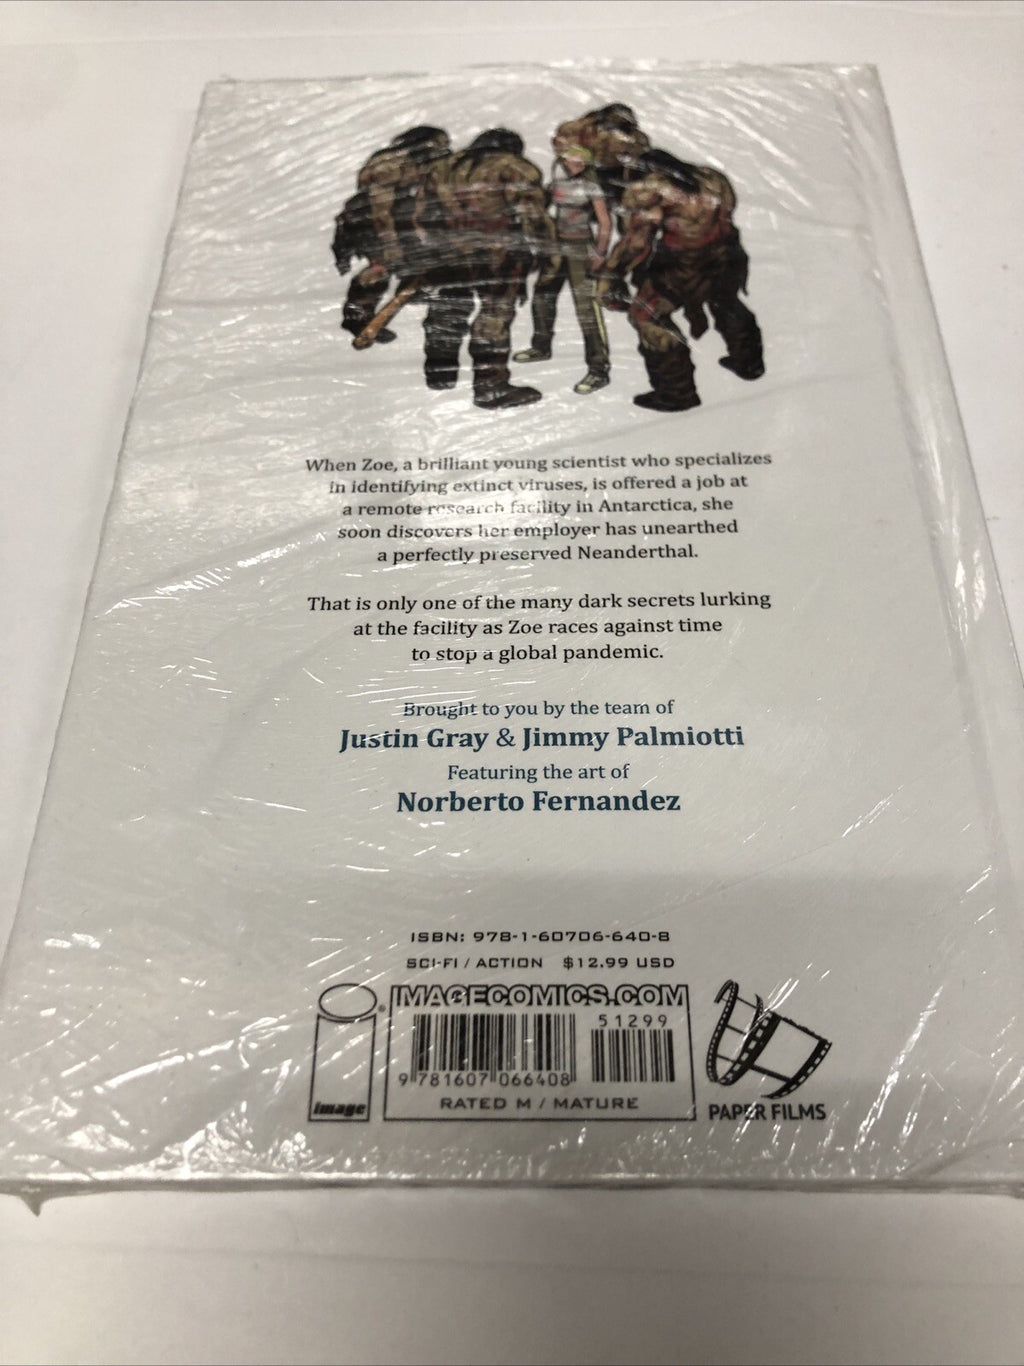 When Zoe, a brilliant young scientist who specializes
in identifying extinct viruses, is offered a job at
a remote research facility in Antarctica, she
soon discovers her employer has unearthed
a perfectly preserved Neanderthal.
That is only one of the many dark secrets lurking
at the facility as Zoe races against time
to stop a global pandemic.
Brought to you by the team of
Justin Gray & Jimmy Palmiotti
Featuring the art of
Norberto Fernandez
ISBN: 978-1-60706-640-8
SCI-FI / ACTION $12.99 USD
IMAGECOMICS.COM
51299
9 781607 066408
RATED M / MATURE
image
PAPER FILMS